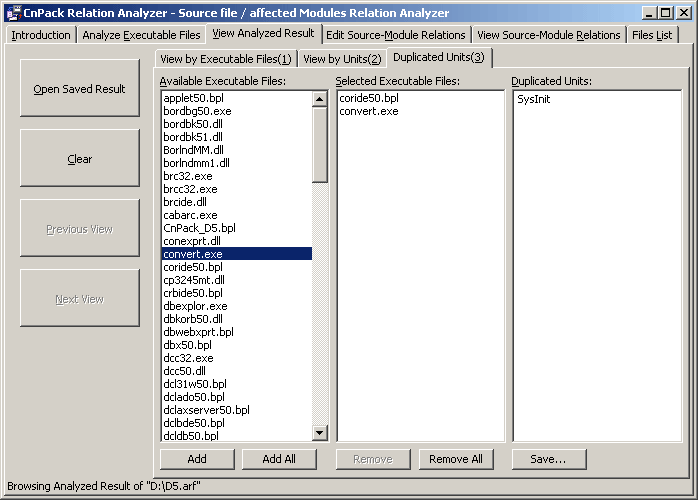 CnPack Relation Analyzer - Source file / affected Modules Relation Analyzer
Introduction Analyze Executable Files View Analyzed Result Edit Source-Module Relations View Source-Module Relations Files List
View by Executable Files(1) View by Units(2) Duplicated Units(3)
Open Saved Result
Clear
Previous View
Next View
Available Executable Files:
applet50.bpl
bordbg50.exe
bordbk50.dll
bordbk51.dll
BorlndMM.dll
borlndmm1.dll
brc32.exe
brcc32.exe
brcide.dll
cabarc.exe
CnPack_D5.bpl
conexprt.dll
convert.exe
coride50.bpl
cp3245mt.dll
crbide50.bpl
dbexplor.exe
dbkorb50.dll
dbwebxprt.bpl
dbx50.bpl
dcc32.exe
dcc50.dll
dcl31w50.bpl
dclado50.bpl
dclaxserver50.bpl
dclbde50.bpl
dcldb50.bpl
Selected Executable Files:
coride50.bpl
convert.exe
Duplicated Units:
SysInit
Add Add All Remove Remove All Save...
Browsing Analyzed Result of "D:\D5.arf"